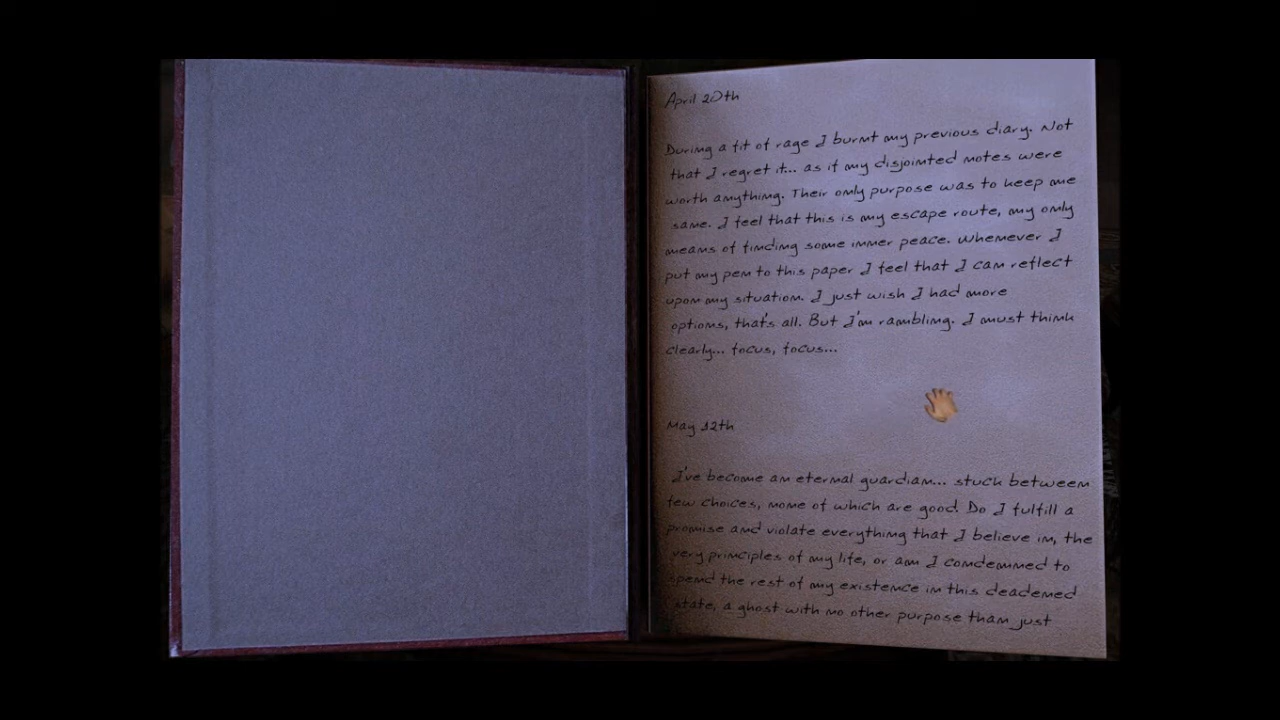 April 20th
During a fit of rage I burnt my previous diary. Not
that I regret it... as if my disjointed notes were
worth anything. Their only purpose was to keep me
sane. I feel that this is my escape route, my only
means of finding some inner peace. Whenever I
put my pen to this paper I feel that I can reflect
upon my situation. I just wish I had more
options, that's all. But I'm rambling. I must think
clearly... focus, focus...
May 12th
I've become an eternal guardian... stuck between
few choices, none of which are good. Do I fulfill a
promise and violate everything that I believe in, the
very principles of my life, or am I condemned to
spend the rest of my existence in this deadened
state, a ghost with no other purpose than just